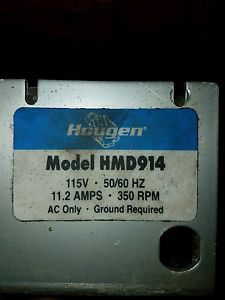 Hougen®
Model HMD914
115V · 50/60 HZ
11.2 AMPS · 350 RPM
AC Only · Ground Required